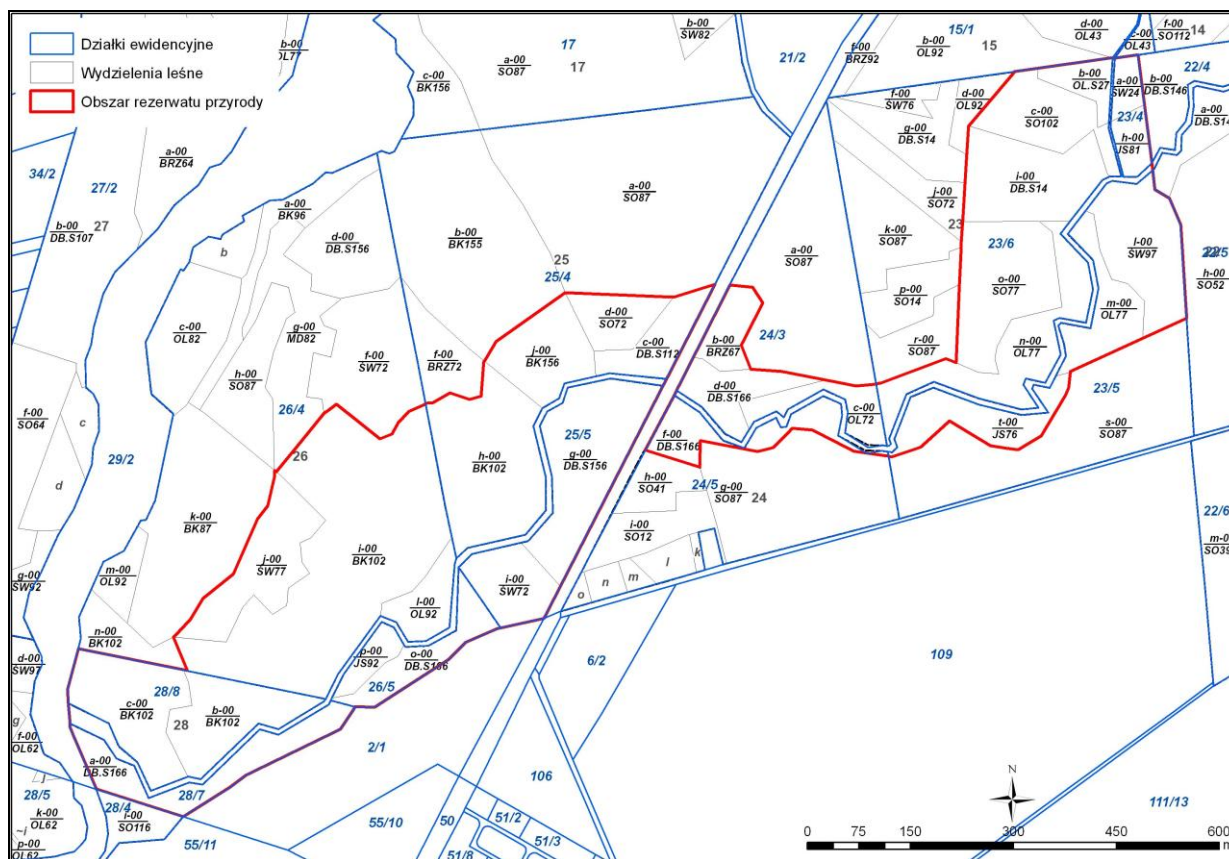 Działki ewidencyjne
Wydzielenia leśne
Obszar rezerwatu przyrody
b-00
OL77
c-00
BK156
a-00
SO87
17
17
b-00
SW82
21/2
f-00
BRZ92
b-00
OL92
15/1
15
d-00
OL43
c-00
OL43
f-00
SO112
14
22/4
34/2
27/2
a-00
BRZ64
b-00
DB.S107
27
a-00
BK96
b
d-00
DB.S156
b-00
BK155
a-00
SO87
25
25/4
a-00
SO87
f-00
SW76
d-00
OL92
g-00
DB.S14
j-00
SO72
23
k-00
SO87
p-00
SO14
r-00
SO87
c-00
SO102
b-00
OL.S27
a-00
SW24
b-00
DB.S146
23/4
h-00
JS81
a-00
DB.S14
i-00
DB.S14
23/6
o-00
SO77
l-00
SW97
m-00
OL77
n-00
OL77
h-00
SO52
c-00
OL82
g-00
MD82
h-00
SO87
f-00
SW72
f-00
BRZ72
j-00
BK156
d-00
SO72
c-00
DB.S112
b-00
BRZ67
24/3
d-00
DB.S166
c-00
OL72
t-00
JS76
23/5
s-00
SO87
f-00
SO64
c
d
29/2
26/4
26
h-00
BK102
25/5
g-00
DB.S156
f-00
DB.S166
h-00
SO41
24/5
g-00
SO87
24
i-00
SO12
k
l
m
n
o
22/6
m-0
SO39
g-00
SW92
m-00
OL92
k-00
BK87
j-00
SW77
i-00
BK102
l-00
OL92
i-00
SW72
n-00
BK102
d-00
SW97
p-00
JS92
o-00
DB.S166
26/5
6/2
109
28/8
c-00
BK102
28
b-00
BK102
a-00
DB.S166
g
f-00
OL62
28/5
28/4
28/7
i-00
SO116
k-00
OL62
~i
p-00
OL62
55/11
2/1
55/10
50
51/2
51/3
51/8
106
111/13
N
0 75 150 300 450 600
m